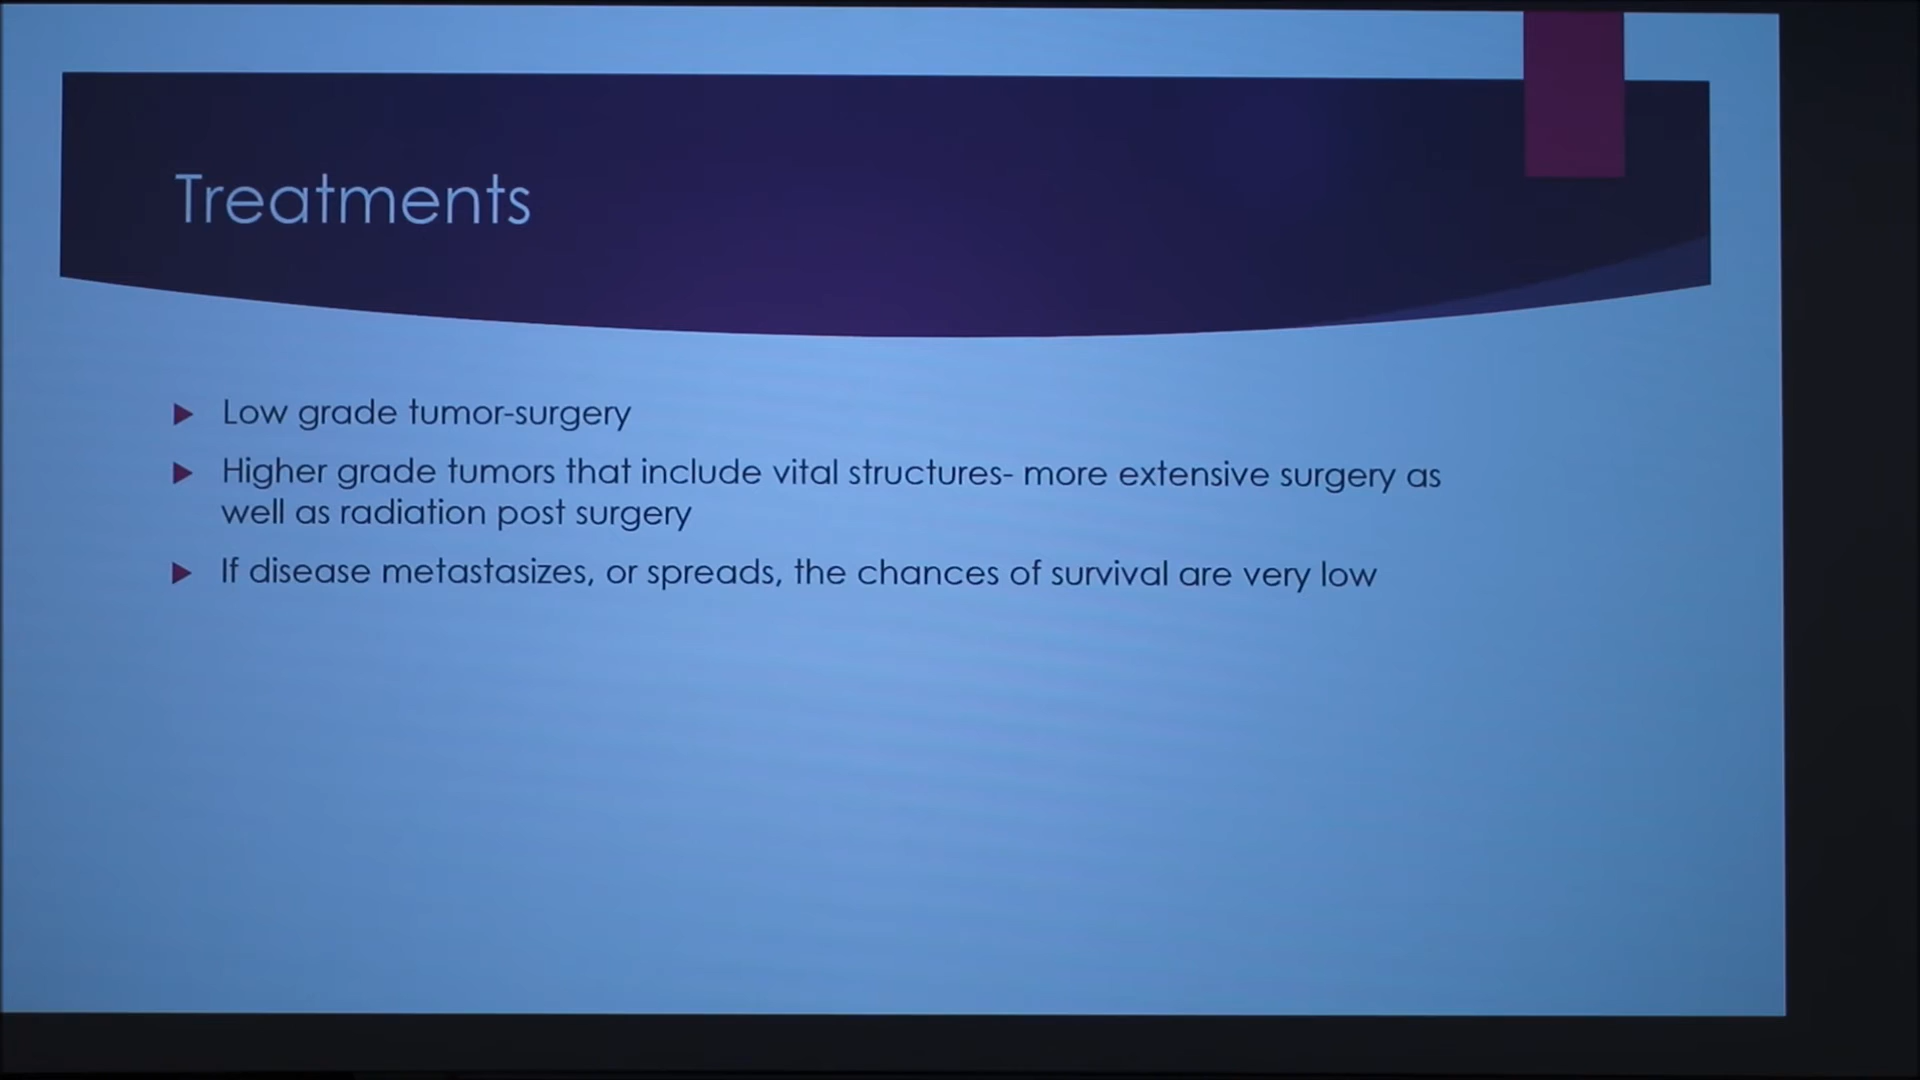 Treatments
Low grade tumor-surgery
Higher grade tumors that include vital structures- more extensive surgery as
well as radiation post surgery
If disease metastasizes, or spreads, the chances of survival are very low